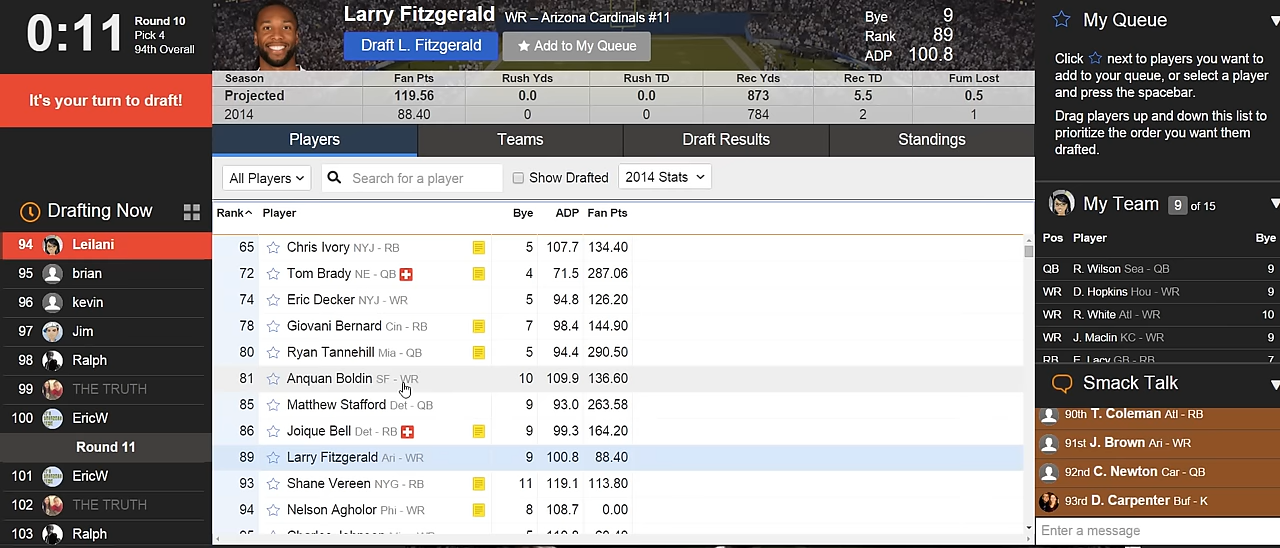 0:11
Round 10
Pick 4
94th Overall
It's your turn to draft!
Drafting Now
94 Leilani
95 brian
96 kevin
97 Jim
98 Ralph
99 THE TRUTH
100 EricW
Round 11
101 EricW
102 THE TRUTH
103 Ralph
Larry Fitzgerald WR – Arizona Cardinals #11
Draft L. Fitzgerald
Add to My Queue
Bye 9
Rank 89
ADP 100.8
Season Fan Pts Rush Yds Rush TD Rec Yds Rec TD Fum Lost
Projected 119.56 0.0 0.0 873 5.5 0.5
2014 88.40 0 0 784 2 1
Players Teams Draft Results Standings
All Players Search for a player Show Drafted 2014 Stats
Rank Player Bye ADP Fan Pts
65 Chris Ivory NYJ - RB 5 107.7 134.40
72 Tom Brady NE - QB 4 71.5 287.06
74 Eric Decker NYJ - WR 5 94.8 126.20
78 Giovani Bernard Cin - RB 7 98.4 144.90
80 Ryan Tannehill Mia - QB 5 94.4 290.50
81 Anquan Boldin SF - WR 10 109.9 136.60
85 Matthew Stafford Det - QB 9 93.0 263.58
86 Joique Bell Det - RB 9 99.3 164.20
89 Larry Fitzgerald Ari - WR 9 100.8 88.40
93 Shane Vereen NYG - RB 11 119.1 113.80
94 Nelson Agholor Phi - WR 8 108.7 0.00
My Queue
Click next to players you want to
add to your queue, or select a player
and press the spacebar.
Drag players up and down this list to
prioritize the order you want them
drafted.
My Team 9 of 15
Pos Player Bye
QB R. Wilson Sea - QB 9
WR D. Hopkins Hou - WR 9
WR R. White Atl - WR 10
WR J. Maclin KC - WR 9
RB E. Lacy GB - RB 7
Smack Talk
90th T. Coleman Atl - RB
91st J. Brown Ari - WR
92nd C. Newton Car - QB
93rd D. Carpenter Buf - K
Enter a message